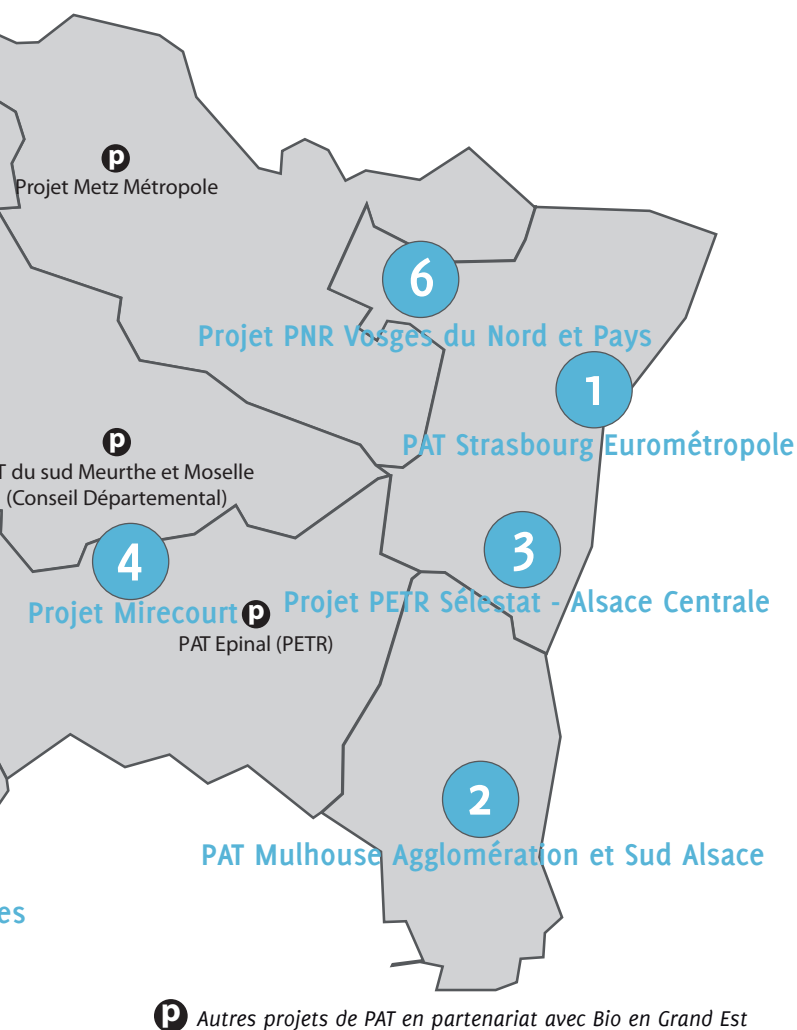 p
Projet Metz Métropole
6
Projet PNR Vosges du Nord et Pays
1
PAT Strasbourg Eurométropole
p
T du sud Meurthe et Moselle
(Conseil Départemental)
4
3
Projet Mirecourt p
Projet PETR Sélestat - Alsace Centrale
PAT Epinal (PETR)
2
PAT Mulhouse Agglomération et Sud Alsace
es
p Autres projets de PAT en partenariat avec Bio en Grand Est